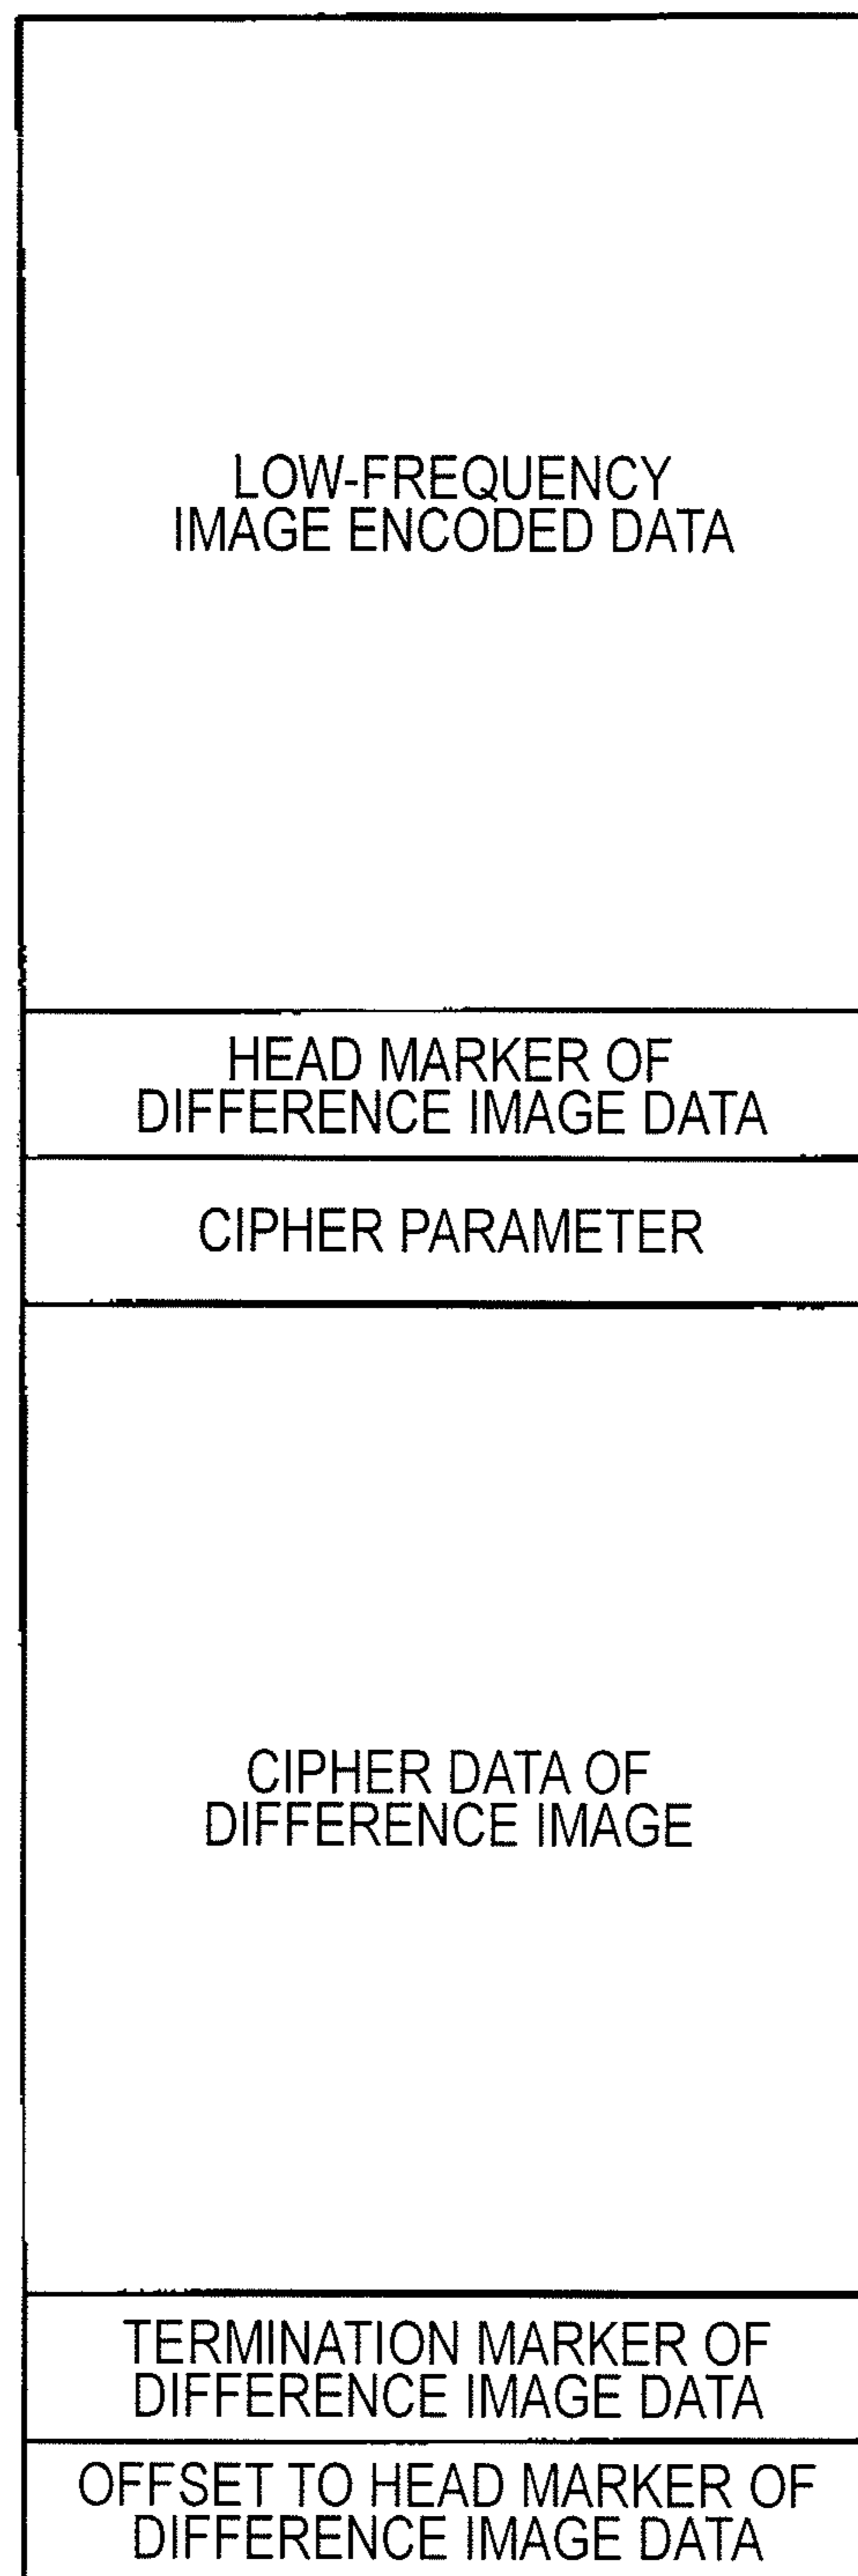 LOW-FREQUENCY
IMAGE ENCODED DATA
HEAD MARKER OF
DIFFERENCE IMAGE DATA
CIPHER PARAMETER
CIPHER DATA OF
DIFFERENCE IMAGE
TERMINATION MARKER OF
DIFFERENCE IMAGE DATA
OFFSET TO HEAD MARKER OF
DIFFERENCE IMAGE DATA